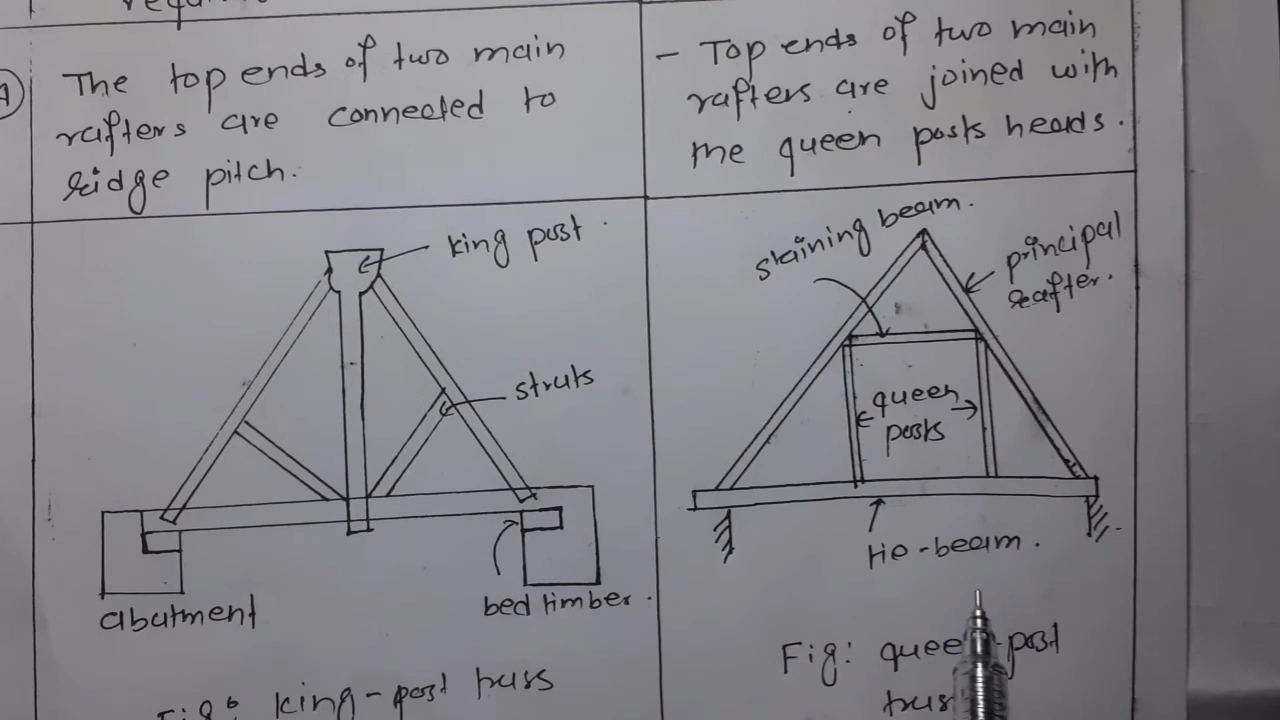 The top ends of two main
rafters are connected to
ridge pitch.
- Top ends of two main
rafters are joined with
the queen posts heads.
king post
struts
abutment
bed timber.
Fig: king-post truss
staining beam.
principal
rafter.
queen
posts
tie-beam.
Fig: queen-post